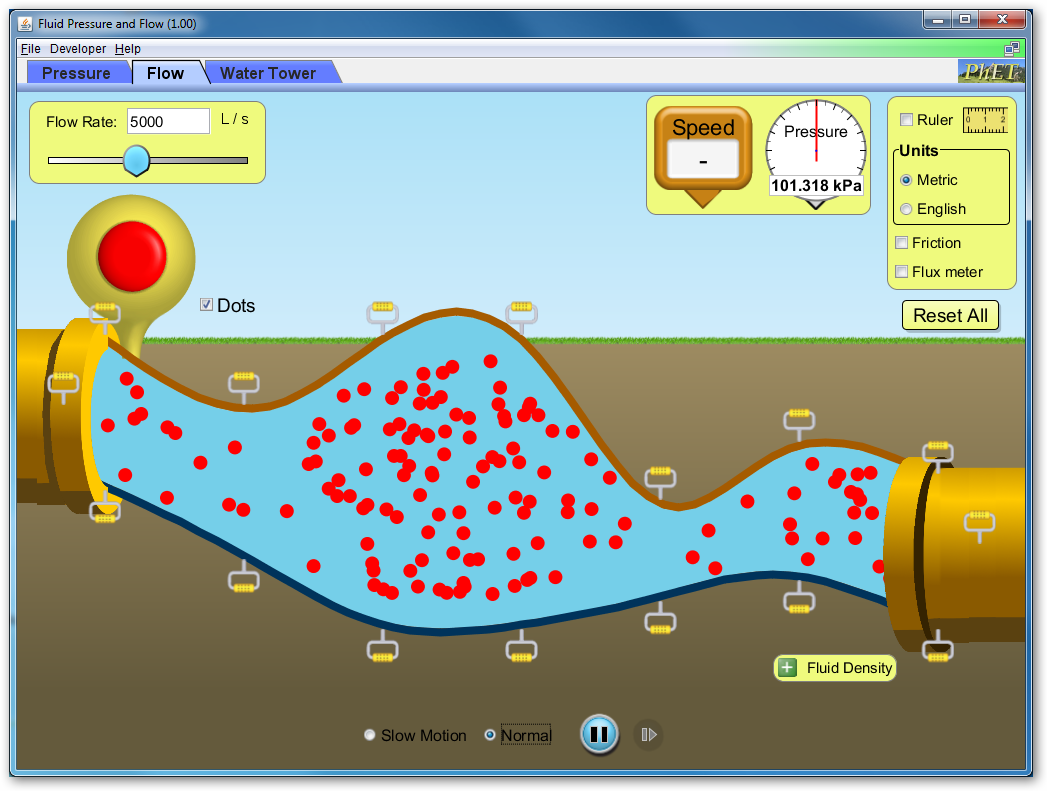 Fluid Pressure and Flow (1.00)
File Developer Help
Pressure Flow Water Tower
PhET
Flow Rate: 5000 L / s
Speed
-
Pressure
101.318 kPa
Ruler
0 1 2
Units
Metric
English
Friction
Flux meter
Reset All
Dots
Fluid Density
Slow Motion Normal